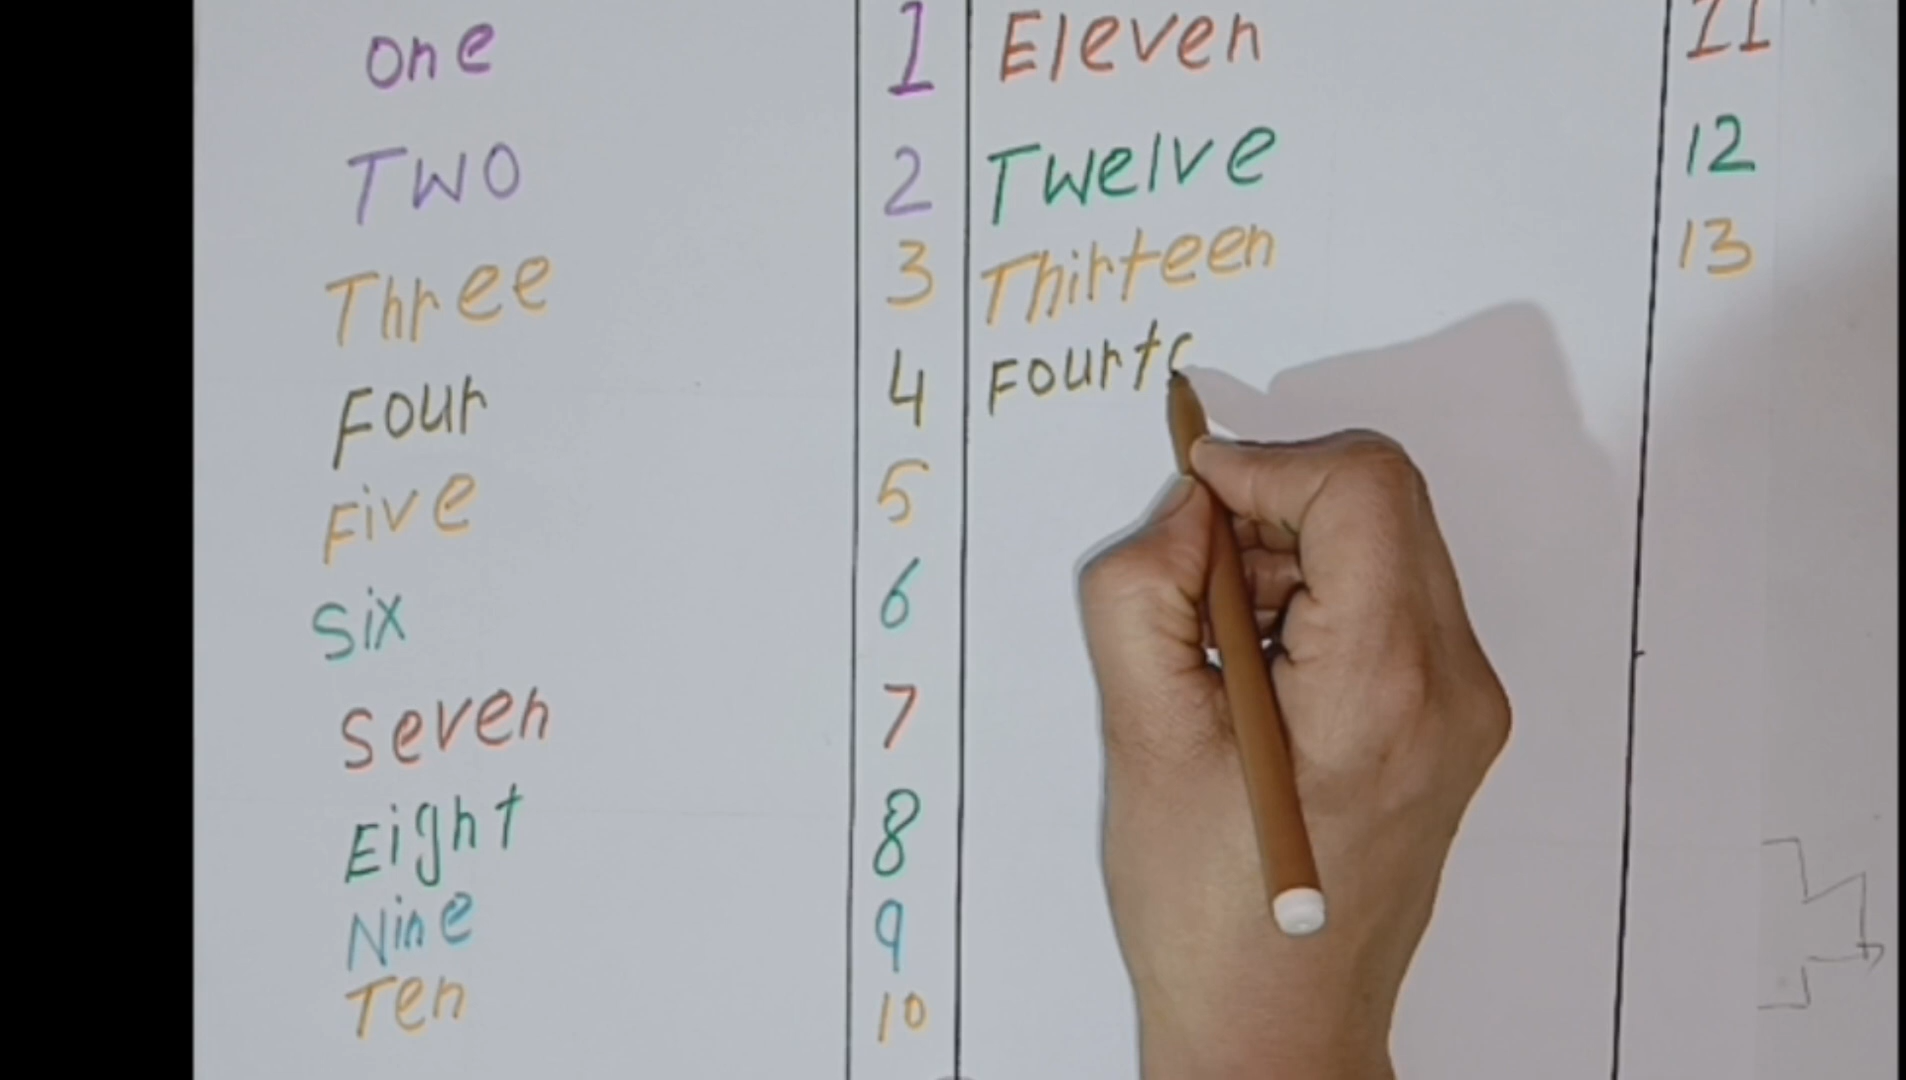 one 1 Eleven 11
Two 2 Twelve 12
Three 3 Thirteen 13
Four 4 Fourte
Five 5
Six 6
Seven 7
Eight 8
Nine 9
Ten 10